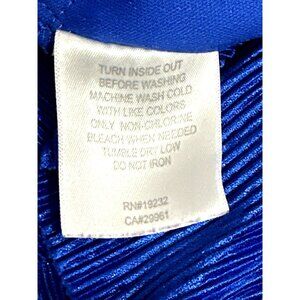 TURN INSIDE OUT
BEFORE WASHING
MACHINE WASH COLD
WITH LIKE COLORS
ONLY NON-CHLORINE
BLEACH WHEN NEEDED
TUMBLE DRY LOW
DO NOT IRON
RN#19232
CA#29961